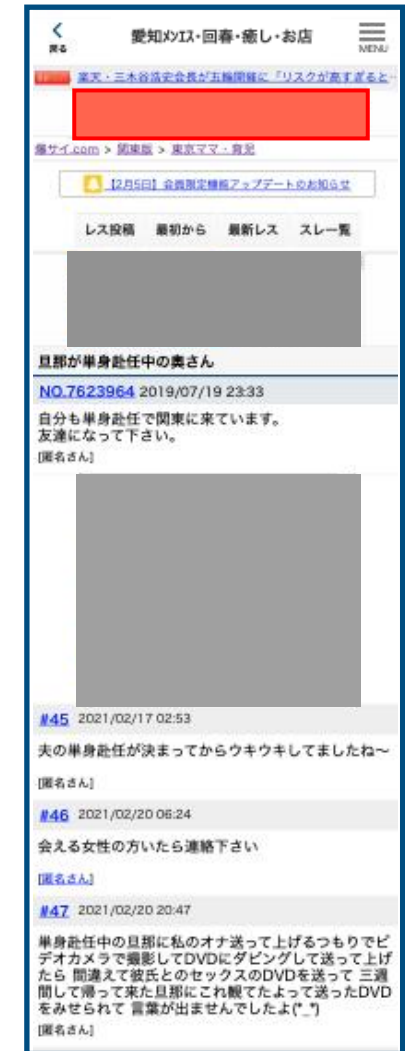 戻る
愛知メンエス・回春・癒し・お店
MENU
楽天・三木谷浩史会長が五輪開催に「リスクが高すぎると…
爆サイ.com > 関東版 > 東京ママ・育児
【2月5日】会員限定機能アップデートのお知らせ
レス投稿 最初から 最新レス スレ一覧
旦那が単身赴任中の奥さん
NO.7623964 2019/07/19 23:33
自分も単身赴任で関東に来ています。
友達になって下さい。
[匿名さん]
#45 2021/02/17 02:53
夫の単身赴任が決まってからウキウキしてましたね〜
[匿名さん]
#46 2021/02/20 06:24
会える女性の方いたら連絡下さい
[匿名さん]
#47 2021/02/20 20:47
単身赴任中の旦那に私のオナ送って上げるつもりでビ
デオカメラで撮影してDVDにダビングして送って上げ
たら 間違えて彼氏とのセックスのDVDを送って 三週
間して帰って来た旦那にこれ観てたよって送ったDVD
をみせられて 言葉が出ませんでしたよ(*_*)
[匿名さん]